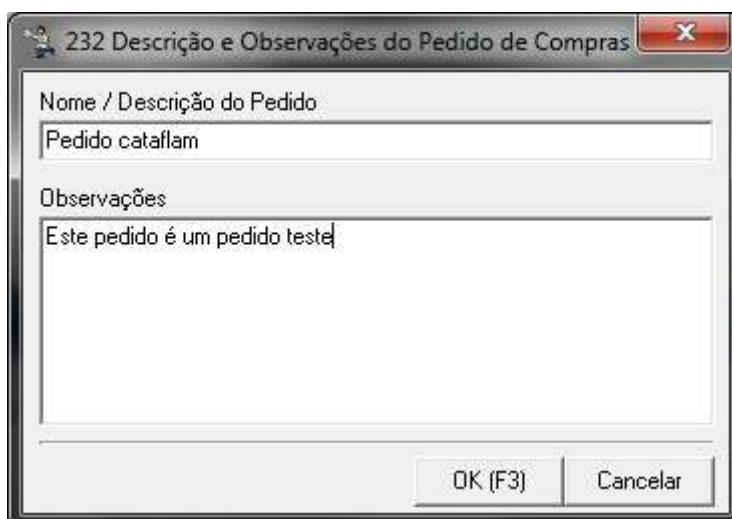 232 Descrição e Observações do Pedido de Compras
Nome / Descrição do Pedido
Pedido cataflam
Observações
Este pedido é um pedido teste
OK (F3) Cancelar